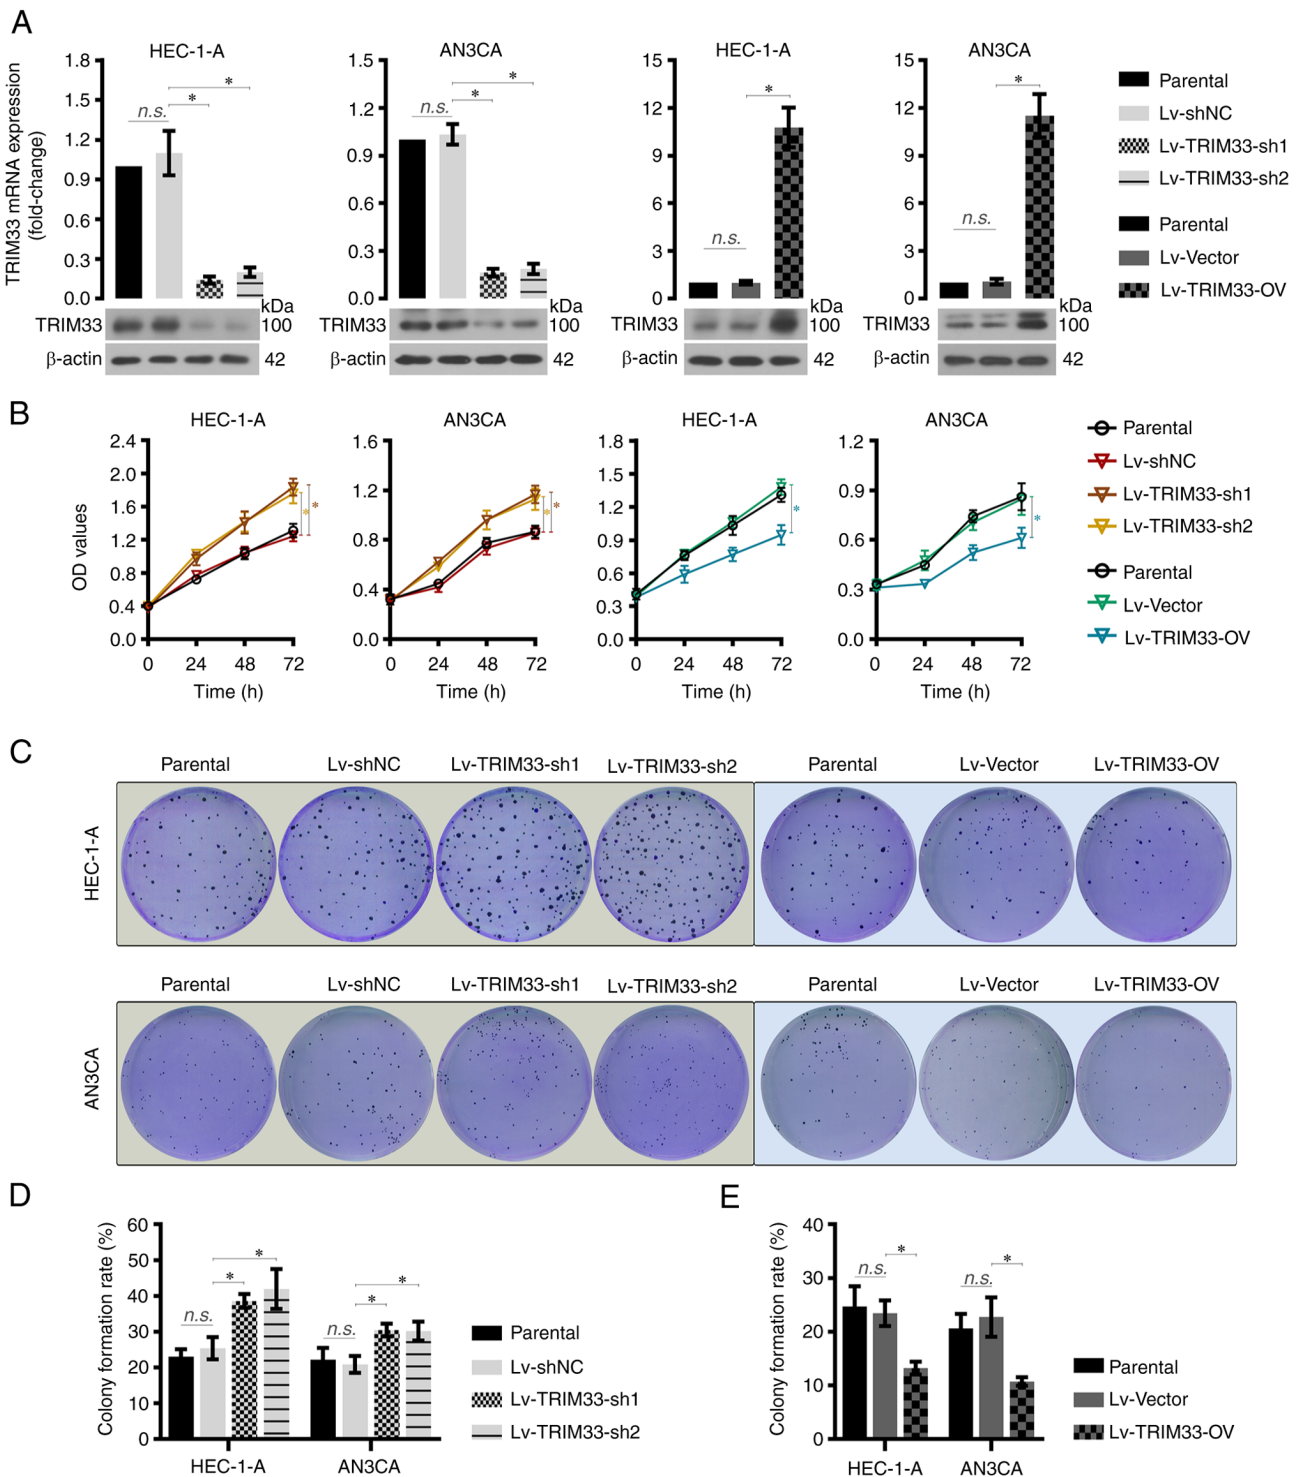 A
HEC-1-A
AN3CA
HEC-1-A
AN3CA
TRIM33 mRNA expression
(fold-change)
1.8
1.5
1.2
0.9
0.6
0.3
0.0
n.s.
*
*
1.5
1.2
0.9
0.6
0.3
0.0
n.s.
*
*
15
12
9
6
3
0
n.s.
*
15
12
9
6
3
0
n.s.
*
Parental
Lv-shNC
Lv-TRIM33-sh1
Lv-TRIM33-sh2
Parental
Lv-Vector
Lv-TRIM33-OV
kDa
kDa
kDa
kDa
TRIM33
100
TRIM33
100
TRIM33
100
TRIM33
100
β-actin
42
β-actin
42
β-actin
42
β-actin
42
B
HEC-1-A
AN3CA
HEC-1-A
AN3CA
OD values
2.4
2.0
1.6
1.2
0.8
0.4
0.0
* *
0 24 48 72
Time (h)
1.6
1.2
0.8
0.4
0.0
* *
0 24 48 72
Time (h)
1.8
1.5
1.2
0.9
0.6
0.3
0.0
*
0 24 48 72
Time (h)
1.2
0.9
0.6
0.3
0.0
*
0 24 48 72
Time (h)
Parental
Lv-shNC
Lv-TRIM33-sh1
Lv-TRIM33-sh2
Parental
Lv-Vector
Lv-TRIM33-OV
C
Parental Lv-shNC Lv-TRIM33-sh1 Lv-TRIM33-sh2 Parental Lv-Vector Lv-TRIM33-OV
HEC-1-A
Parental Lv-shNC Lv-TRIM33-sh1 Lv-TRIM33-sh2 Parental Lv-Vector Lv-TRIM33-OV
AN3CA
D
Colony formation rate (%)
60
50
40
30
20
10
0
n.s.
*
*
n.s.
*
*
HEC-1-A
AN3CA
Parental
Lv-shNC
Lv-TRIM33-sh1
Lv-TRIM33-sh2
E
Colony formation rate (%)
40
30
20
10
0
n.s.
*
n.s.
*
HEC-1-A
AN3CA
Parental
Lv-Vector
Lv-TRIM33-OV